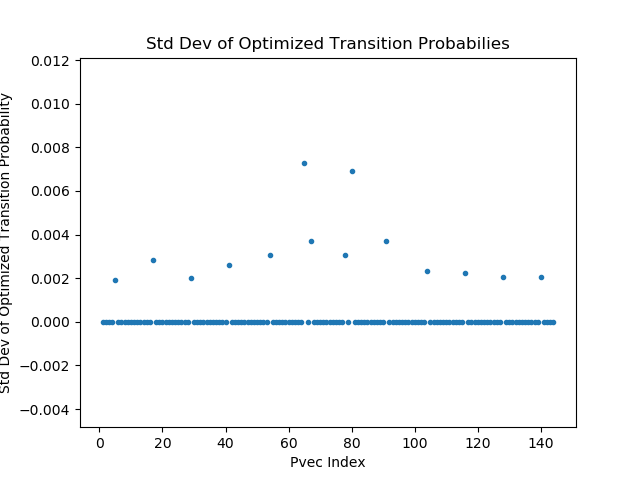 Std Dev of Optimized Transition Probabilies
Std Dev of Optimized Transition Probability
0.012
0.010
0.008
0.006
0.004
0.002
0.000
−0.002
−0.004
0 20 40 60 80 100 120 140
Pvec Index